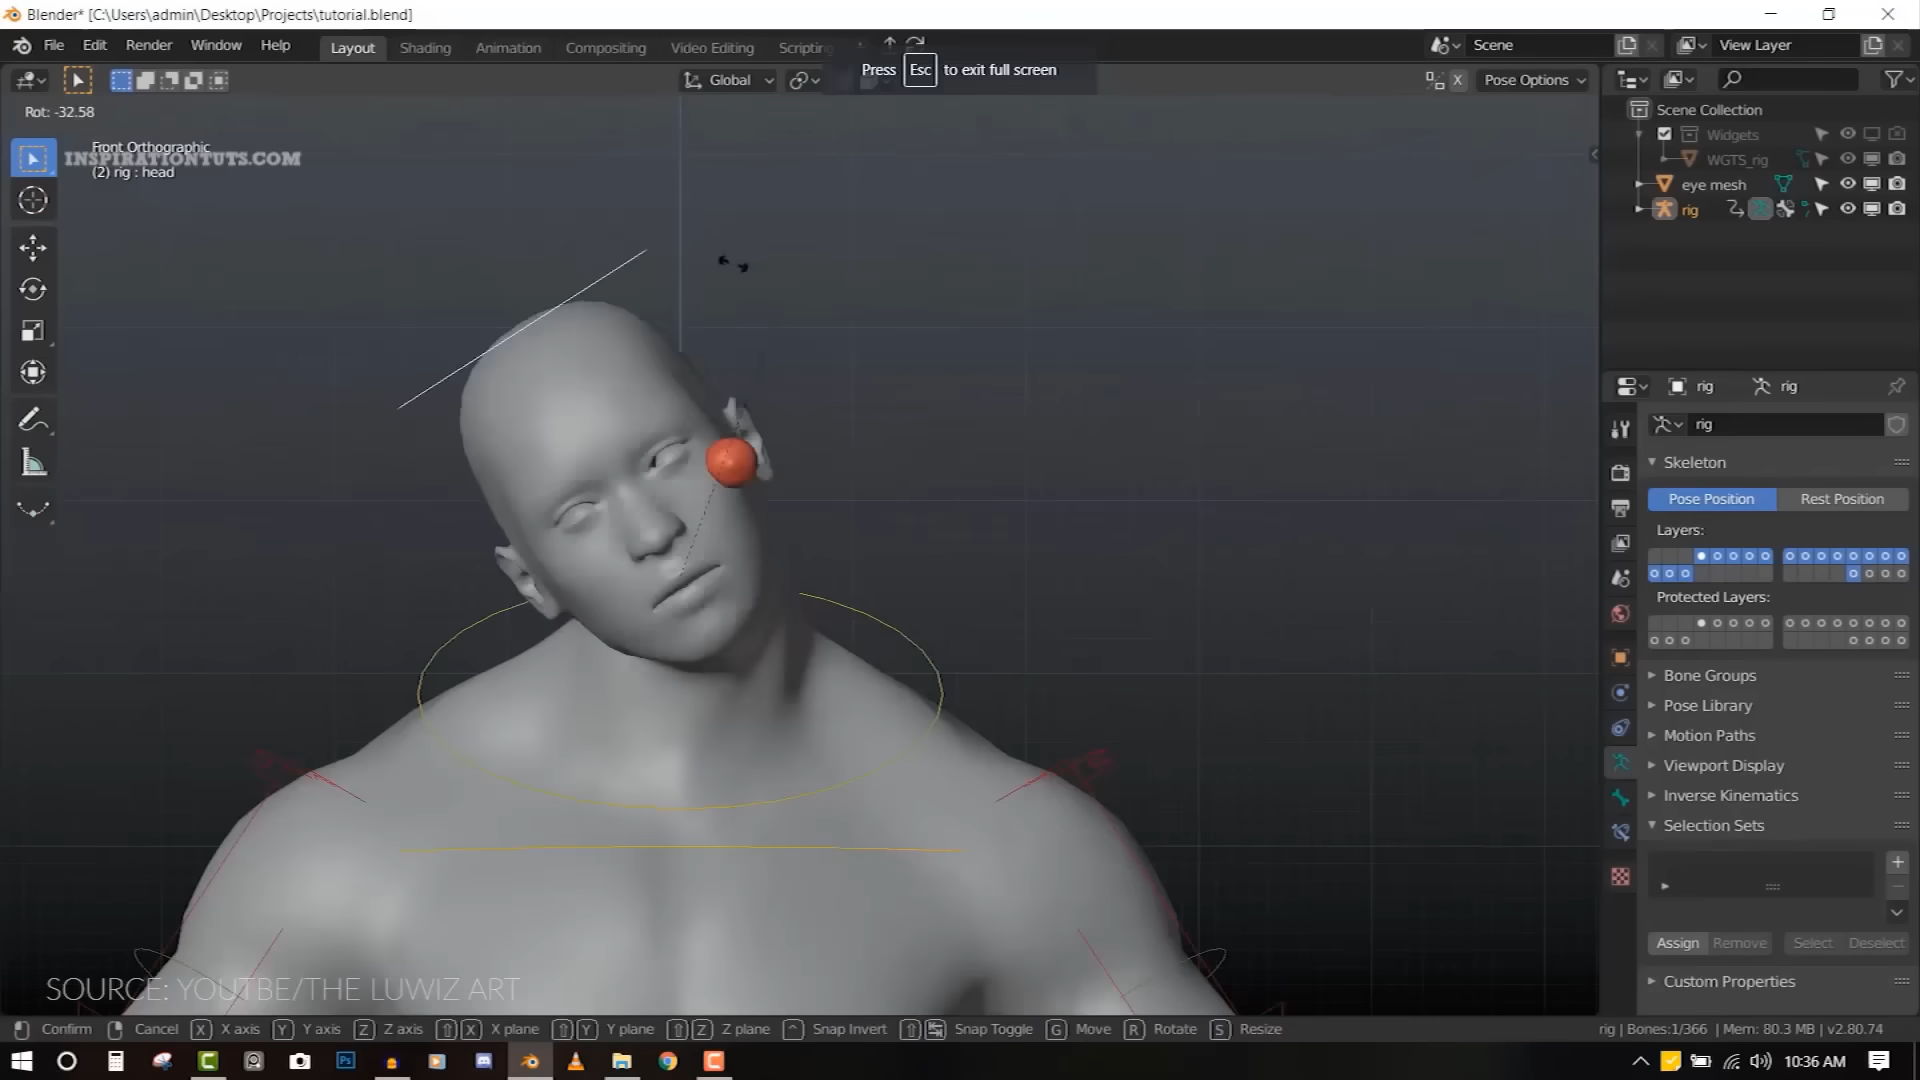 Blender* [C:\Users\admin\Desktop\Projects\tutorial.blend]
File Edit Render Window Help Layout Shading Animation Compositing Video Editing Scripting Scene View Layer
Press Esc to exit full screen
Global X Pose Options
Rot: -32.58
Front Orthographic
INSPIRATIONTUTS.COM
(2) rig : head
Scene Collection
Widgets
WGTS_rig
eye mesh
rig
rig rig
rig
Skeleton
Pose Position Rest Position
Layers:
Protected Layers:
Bone Groups
Pose Library
Motion Paths
Viewport Display
Inverse Kinematics
Selection Sets
Assign Remove Select Deselect
Custom Properties
SOURCE: YOUTBE/THE LUWIZ ART
Confirm Cancel X X axis Y Y axis Z Z axis X X plane Y Y plane Z Z plane ^ Snap Invert Snap Toggle G Move R Rotate S Resize rig | Bones:1/366 | Mem: 80.3 MB | v2.80.74
Ps 10:36 AM